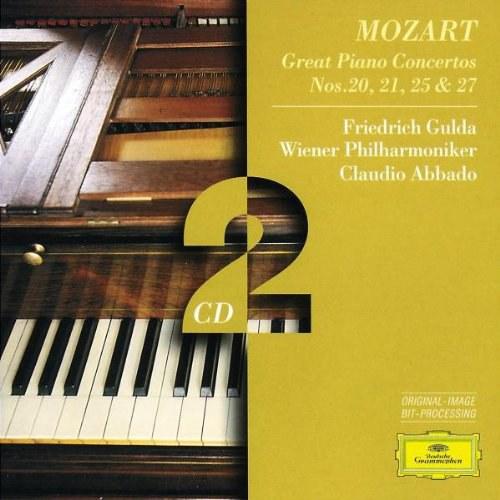 MOZART
Great Piano Concertos
Nos.20, 21, 25 & 27
Friedrich Gulda
Wiener Philharmoniker
Claudio Abbado
2
CD
ORIGINAL-IMAGE
BIT-PROCESSING
Deutsche
Grammophon